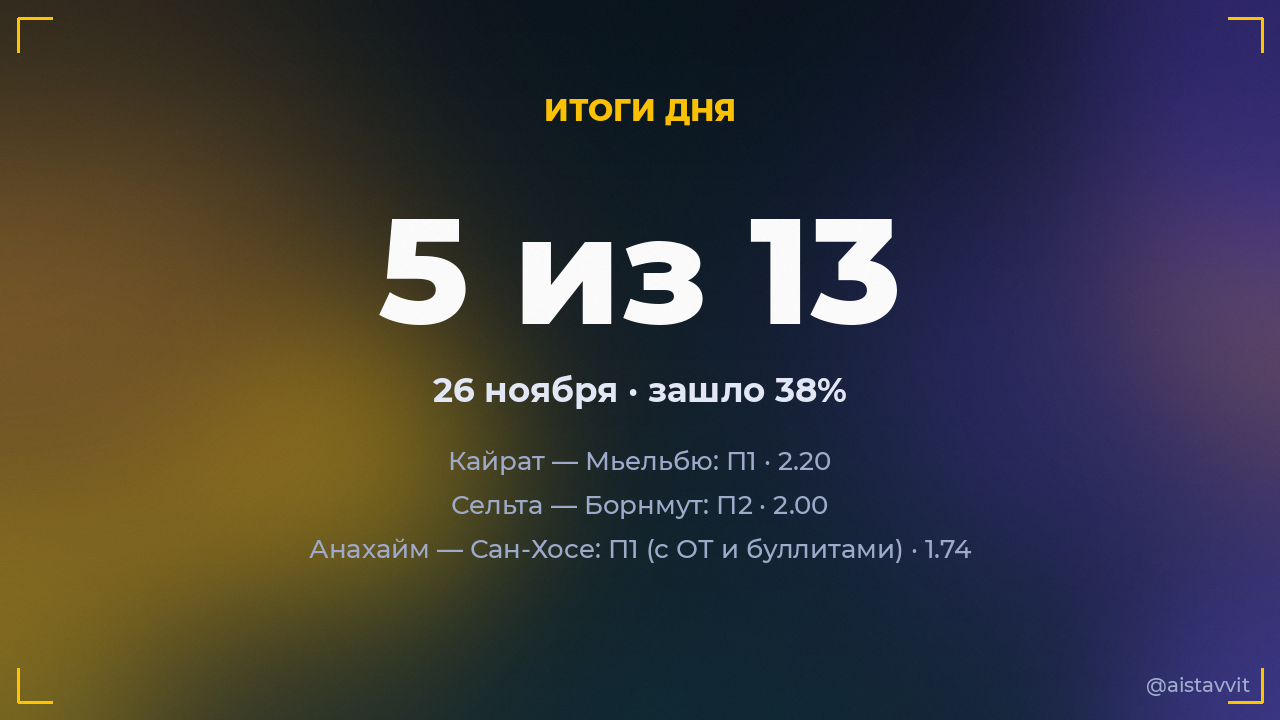 ИТОГИ ДНЯ
5 из 13
26 ноября · зашло 38%
Кайрат — Мьельбю: П1 · 2.20
Сельта — Борнмут: П2 · 2.00
Анахайм — Сан-Хосе: П1 (с ОТ и буллитами) · 1.74
@aistavvit